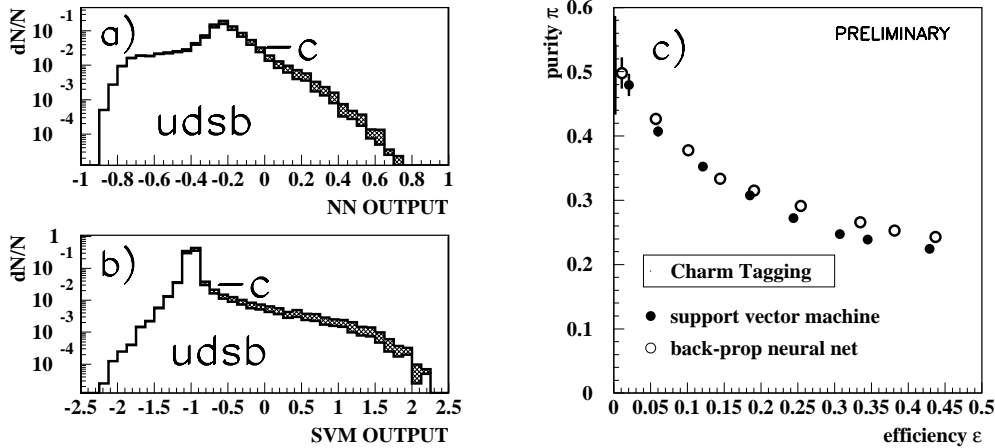 dN/N
10 -1
10 -2
10 -3
10 -4
a)
c
udsb
-1 -0.8 -0.6 -0.4 -0.2 0 0.2 0.4 0.6 0.8 1
NN OUTPUT
dN/N
1
10 -1
10 -2
10 -3
10 -4
b)
c
udsb
-2.5 -2 -1.5 -1 -0.5 0 0.5 1 1.5 2 2.5
SVM OUTPUT
purity π
0.6
0.5
0.4
0.3
0.2
0.1
0
c)
PRELIMINARY
Charm Tagging
support vector machine
back-prop neural net
0 0.05 0.1 0.15 0.2 0.25 0.3 0.35 0.4 0.45 0.5
efficiency ε